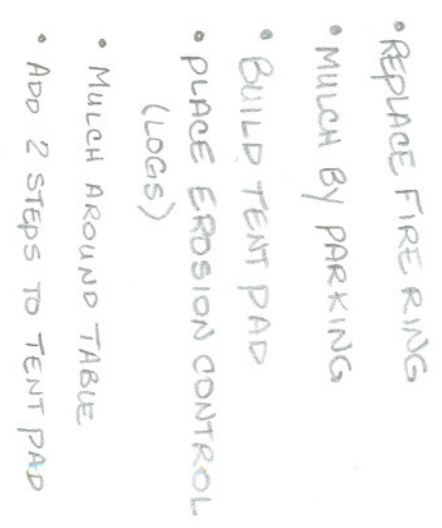 • REPLACE FIRE RING
• MULCH BY PARKING
• BUILD TENT PAD
• PLACE EROSION CONTROL
(LOGS)
• MULCH AROUND TABLE
• ADD 2 STEPS TO TENT PAD